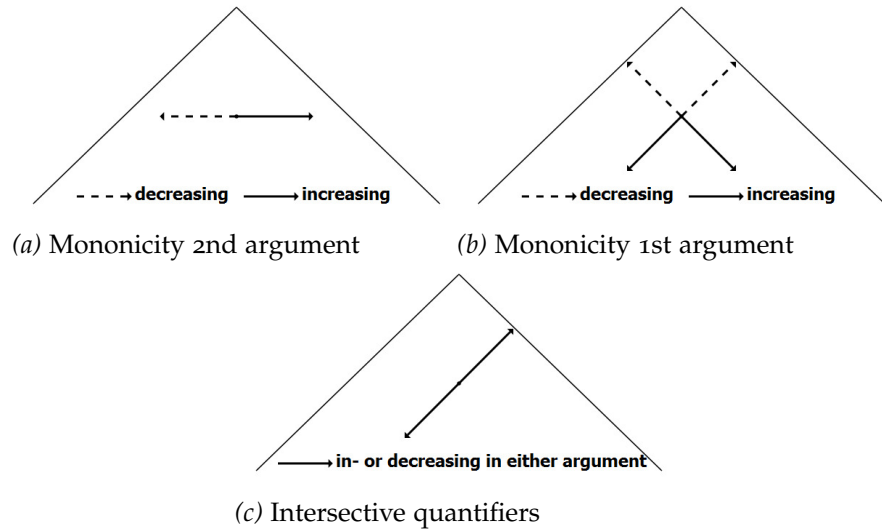 decreasing increasing
decreasing increasing
(a) Mononicity 2nd argument
(b) Mononicity 1st argument
in- or decreasing in either argument
(c) Intersective quantifiers